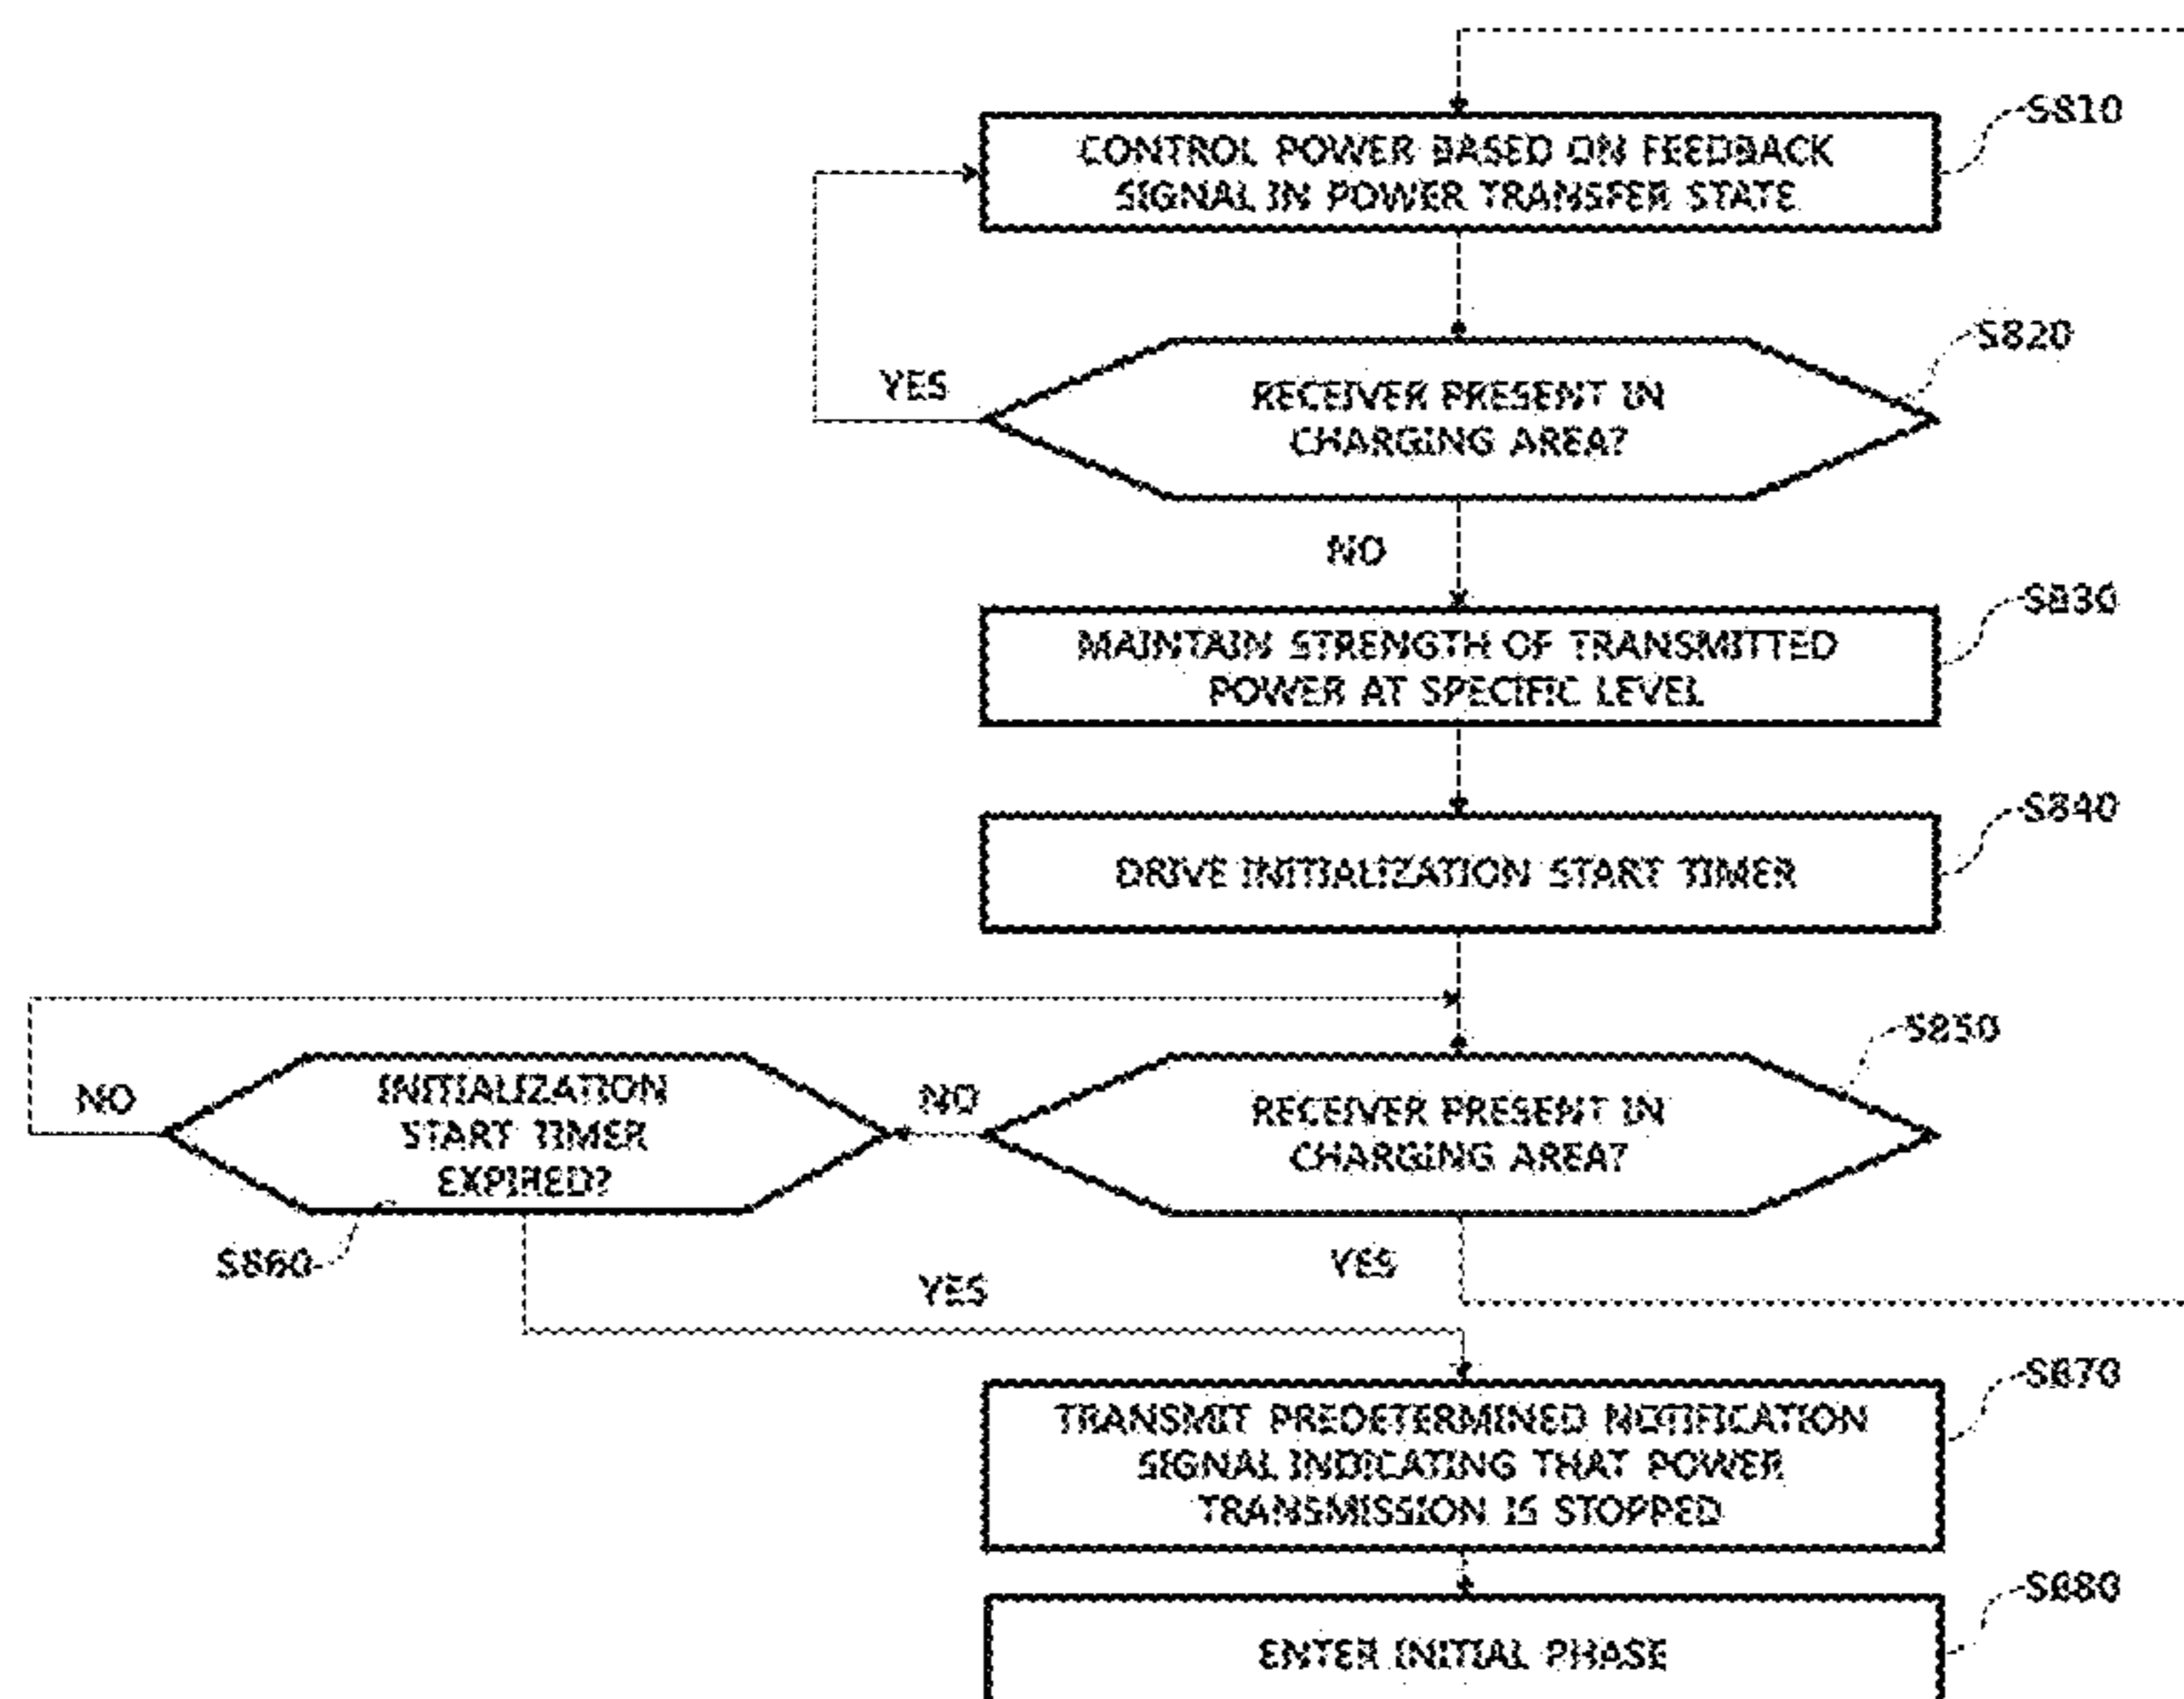 S810
CONTROL POWER BASED ON FEEDBACK
SIGNAL IN POWER TRANSFER STATE
S820
YES
RECEIVER PRESENT IN
CHARGING AREA?
NO
S830
MAINTAIN STRENGTH OF TRANSMITTED
POWER AT SPECIFIC LEVEL
S840
DRIVE INITIALIZATION START TIMER
S850
NO
INITIALIZATION
START TIMER
EXPIRED?
NO
RECEIVER PRESENT IN
CHARGING AREA?
S860
YES
YES
S870
TRANSMIT PREDETERMINED NOTIFICATION
SIGNAL INDICATING THAT POWER
TRANSMISSION IS STOPPED
S880
ENTER INITIAL PHASE